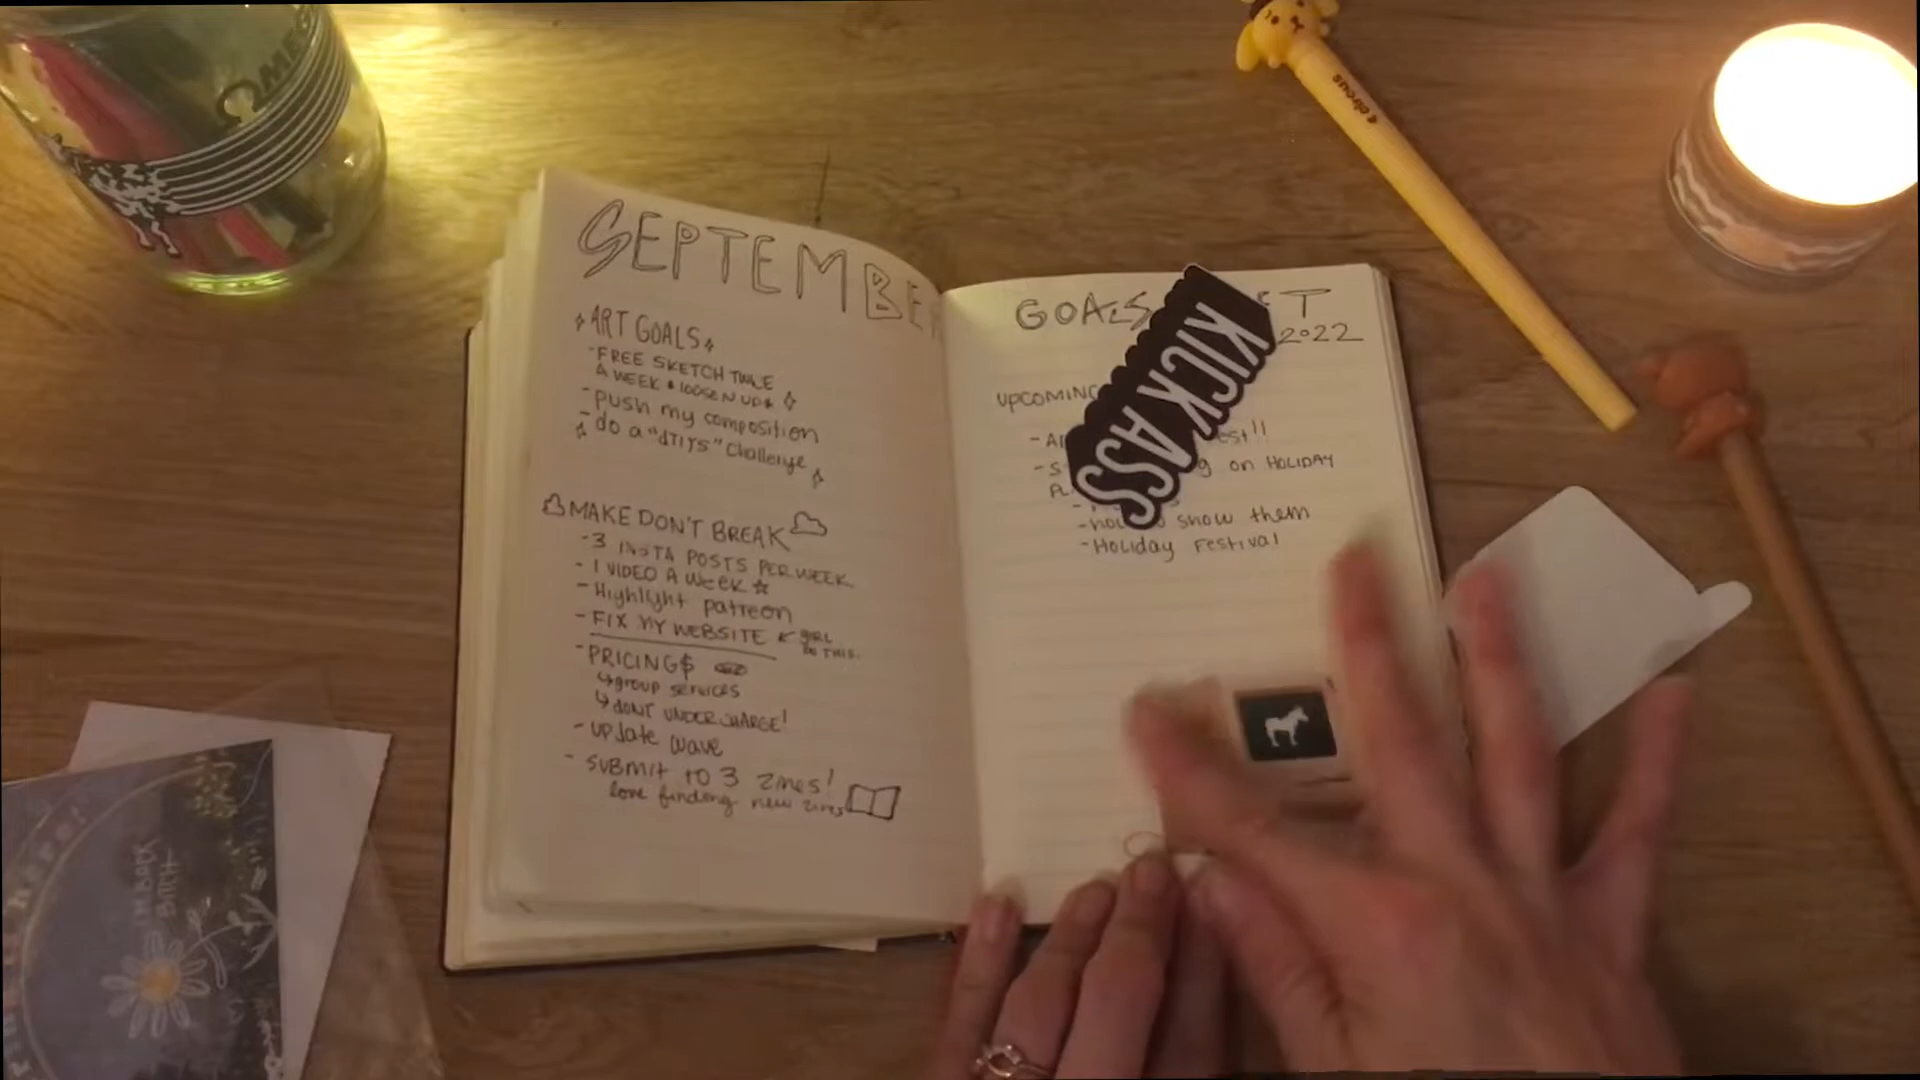 SEPTEMBER
ART GOALS
- FREE SKETCH TWICE
A WEEK & LOOSEN UP
- push my composition
- do a "dTIYS" challenge
MAKE DON'T BREAK
- 3 INSTA POSTS PER WEEK
- 1 VIDEO A WEEK
- Highlight patreon
- FIX MY WEBSITE ← GIRL
DO THIS.
- PRICING$
↳ group services
↳ DONT UNDERCHARGE!
- update wave
- SUBMIT TO 3 zines!
love finding new zines
GOALS
2022
UPCOMING
on HOLIDAY
show them
- Holiday Festival
KICK ASS
I'M BACK
BITCH